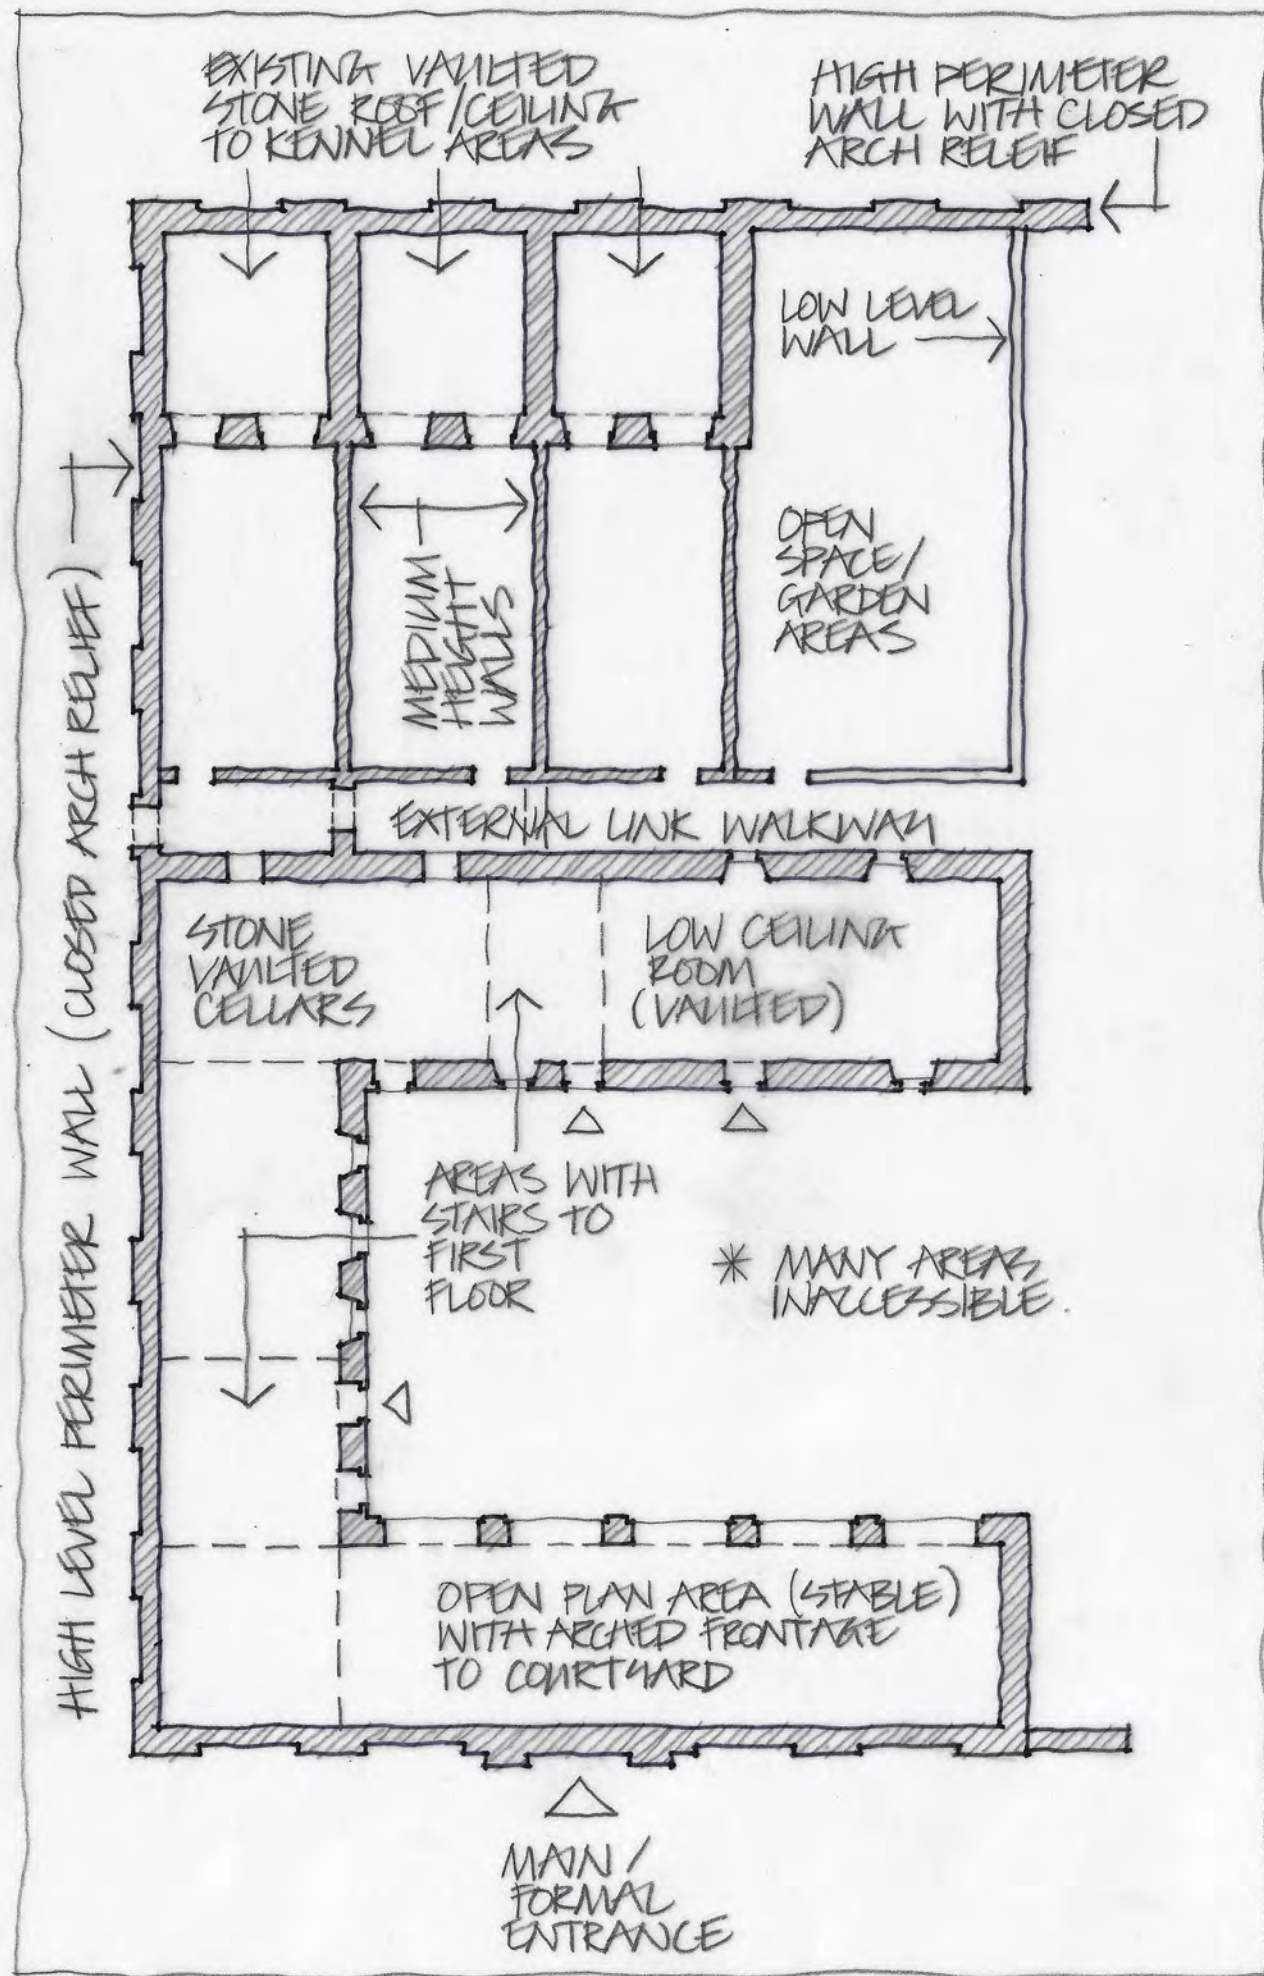 EXISTING VAULTED
STONE ROOF/CEILING
TO KENNEL AREAS
HIGH PERIMETER
WALL WITH CLOSED
ARCH RELEIF
LOW LEVEL
WALL
OPEN
SPACE/
GARDEN
AREAS
MEDIUM
HEIGHT
WALLS
HIGH LEVEL PERIMETER WALL (CLOSED ARCH RELIEF)
EXTERNAL LINK WALKWAY
STONE
VAULTED
CELLARS
LOW CEILING
ROOM
(VAULTED)
AREAS WITH
STAIRS TO
FIRST
FLOOR
* MANY AREAS
INACCESSIBLE.
OPEN PLAN AREA (STABLE)
WITH ARCHED FRONTAGE
TO COURTYARD
MAIN /
FORMAL
ENTRANCE